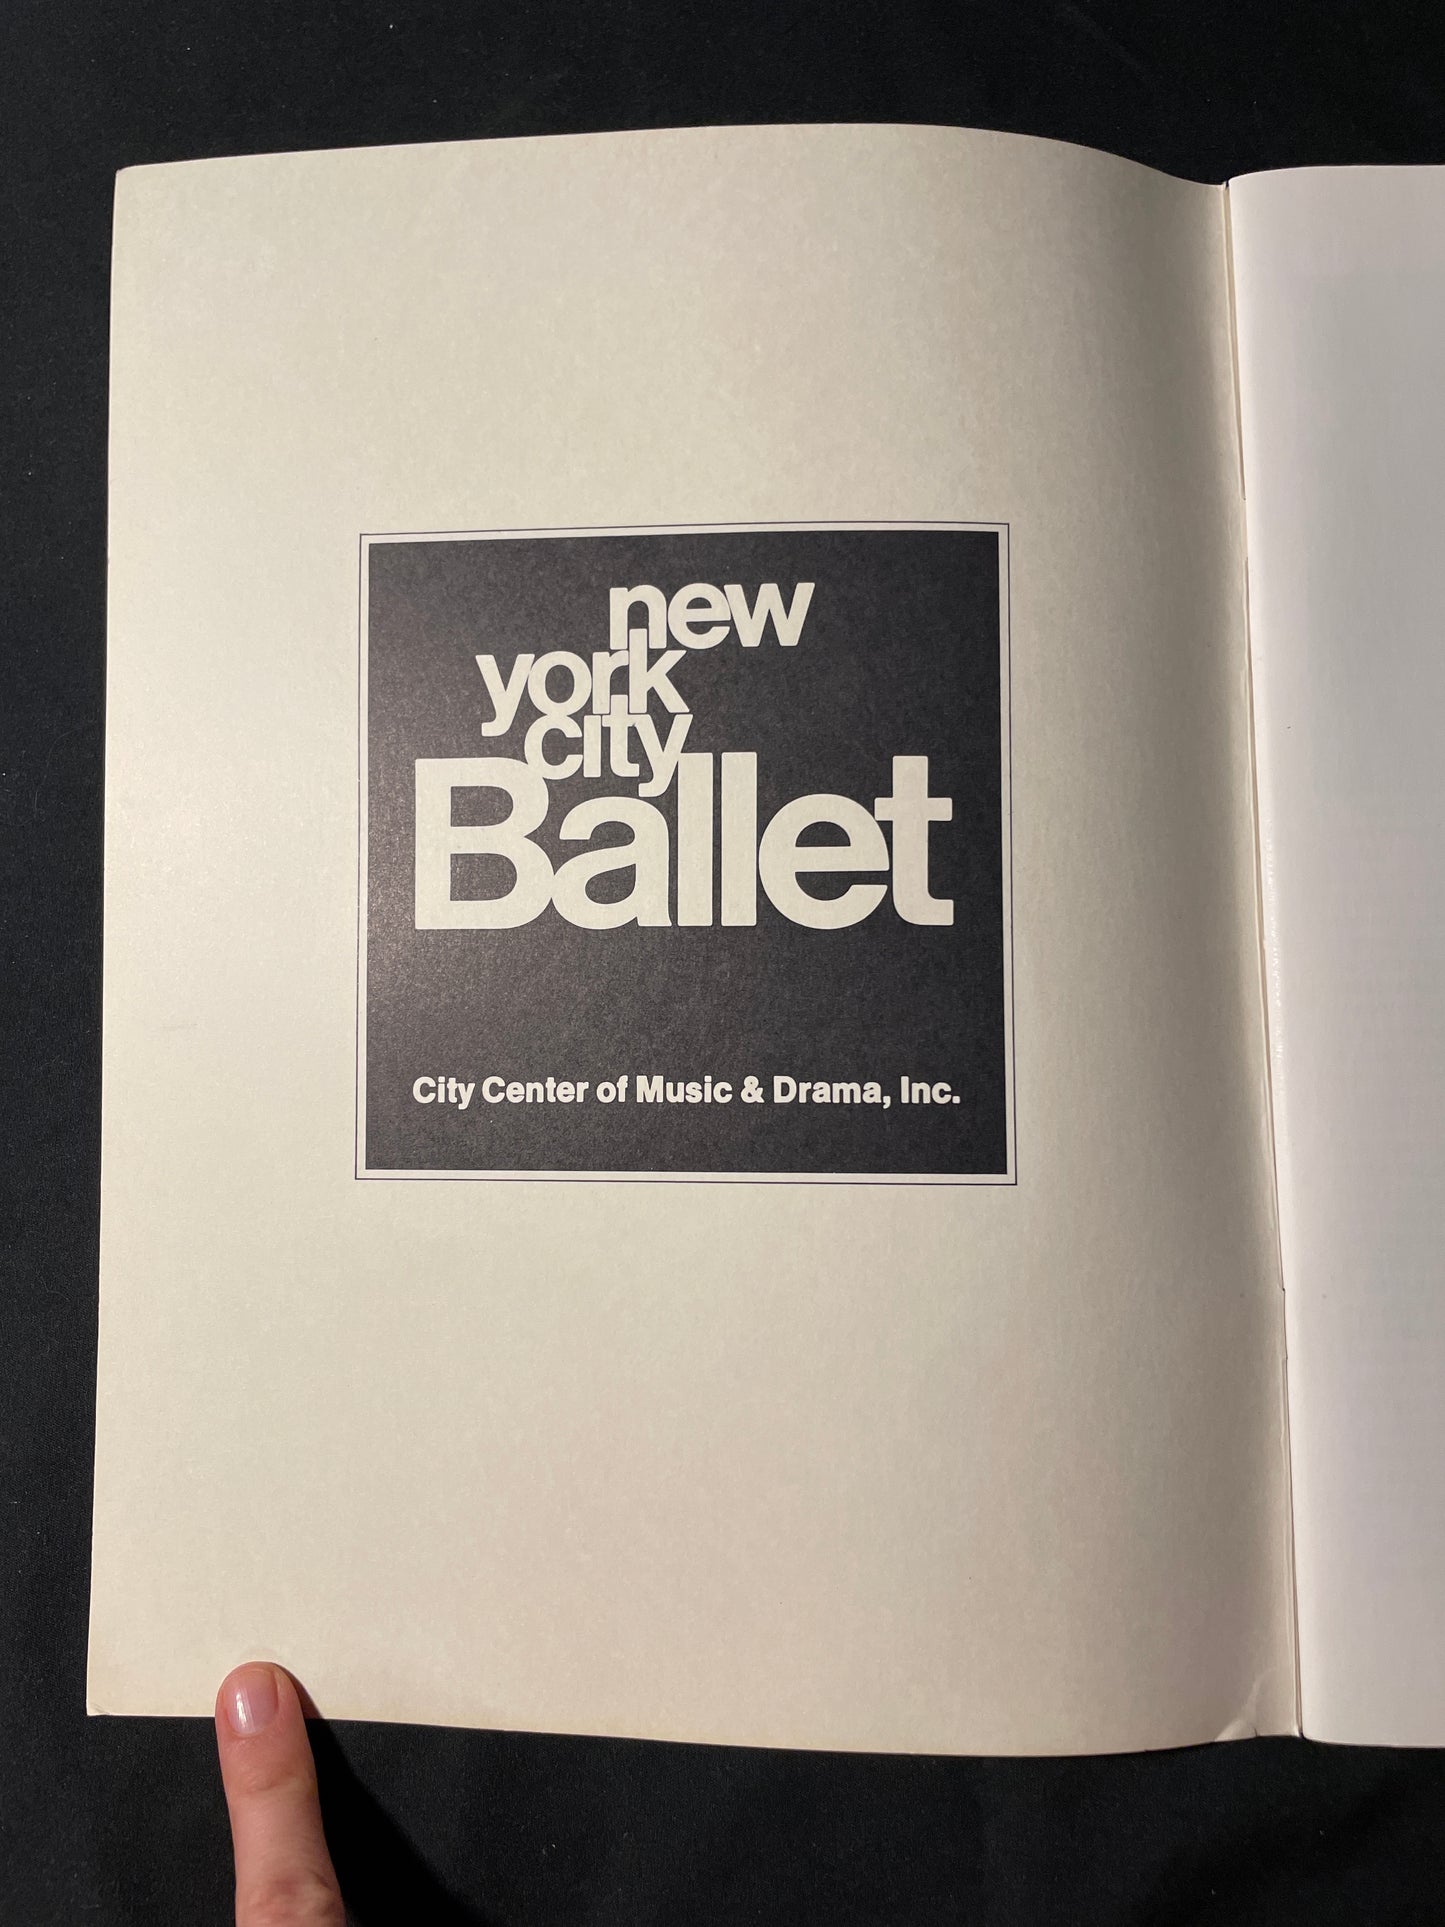 new
york
city
Ballet
City Center of Music & Drama, Inc.